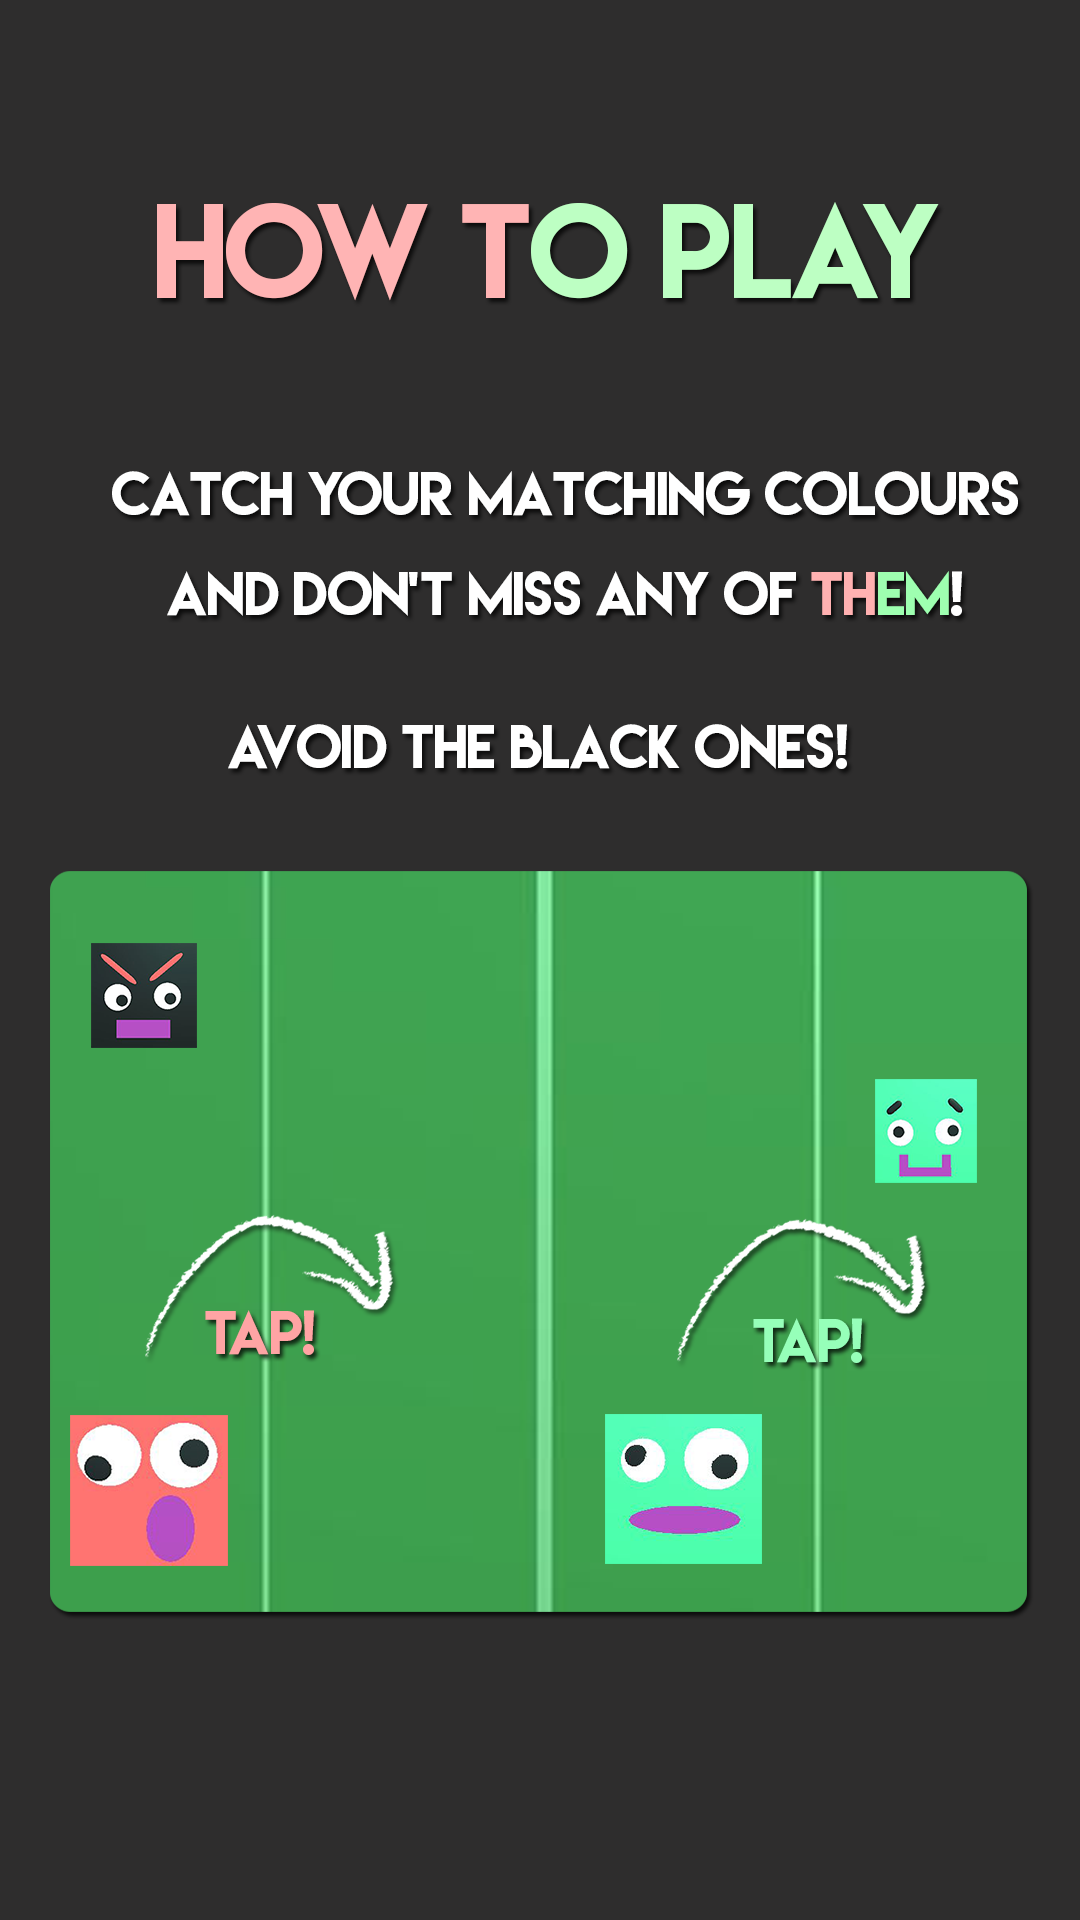 HOW TO PLAY
CATCH YOUR MATCHING COLOURS
AND DON'T MISS ANY OF THEM!
AVOID THE BLACK ONES!
TAP!
TAP!